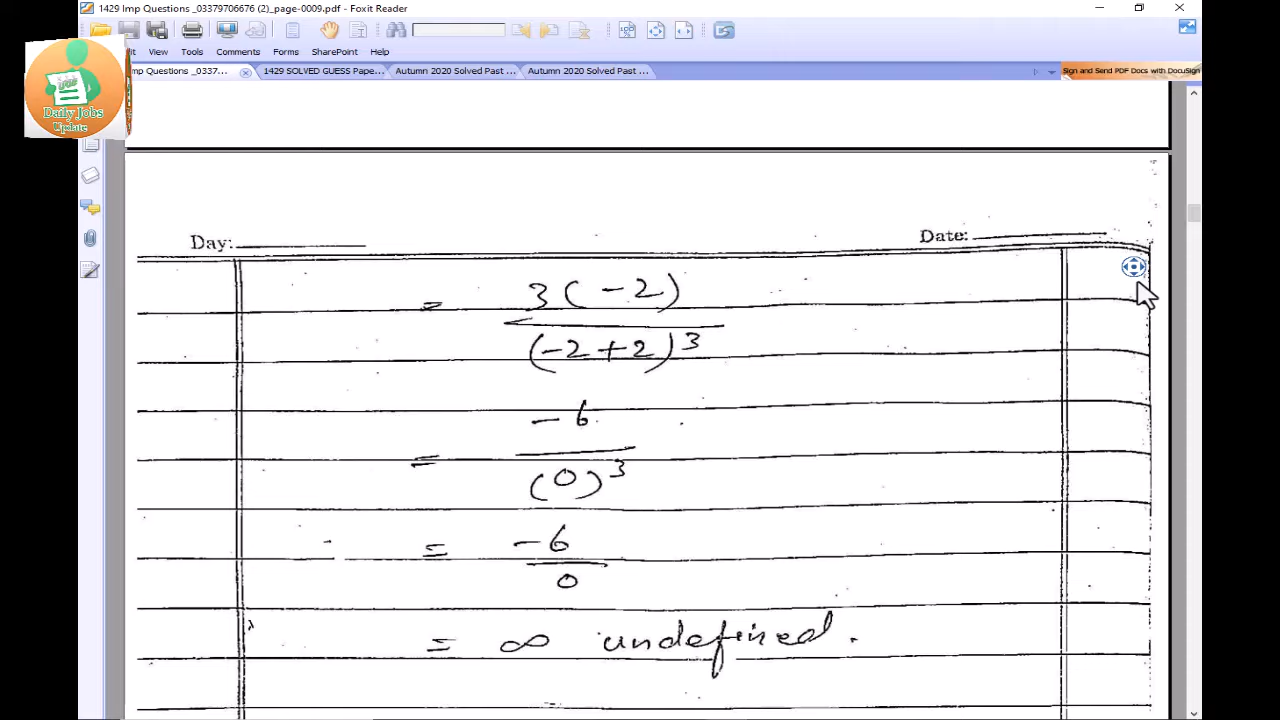 1429 Imp Questions _03379706676 (2)_page-0009.pdf - Foxit Reader
View Tools Comments Forms SharePoint Help
Imp Questions _0337... 1429 SOLVED GUESS Pape... Autumn 2020 Solved Past ... Autumn 2020 Solved Past ... Sign and Send PDF Docs with DocuSign
Daily Jobs
Update
Day: Date:
= 3(-2)
(-2+2)^3
= -6
(0)^3
= -6
0
= ∞ undefined.